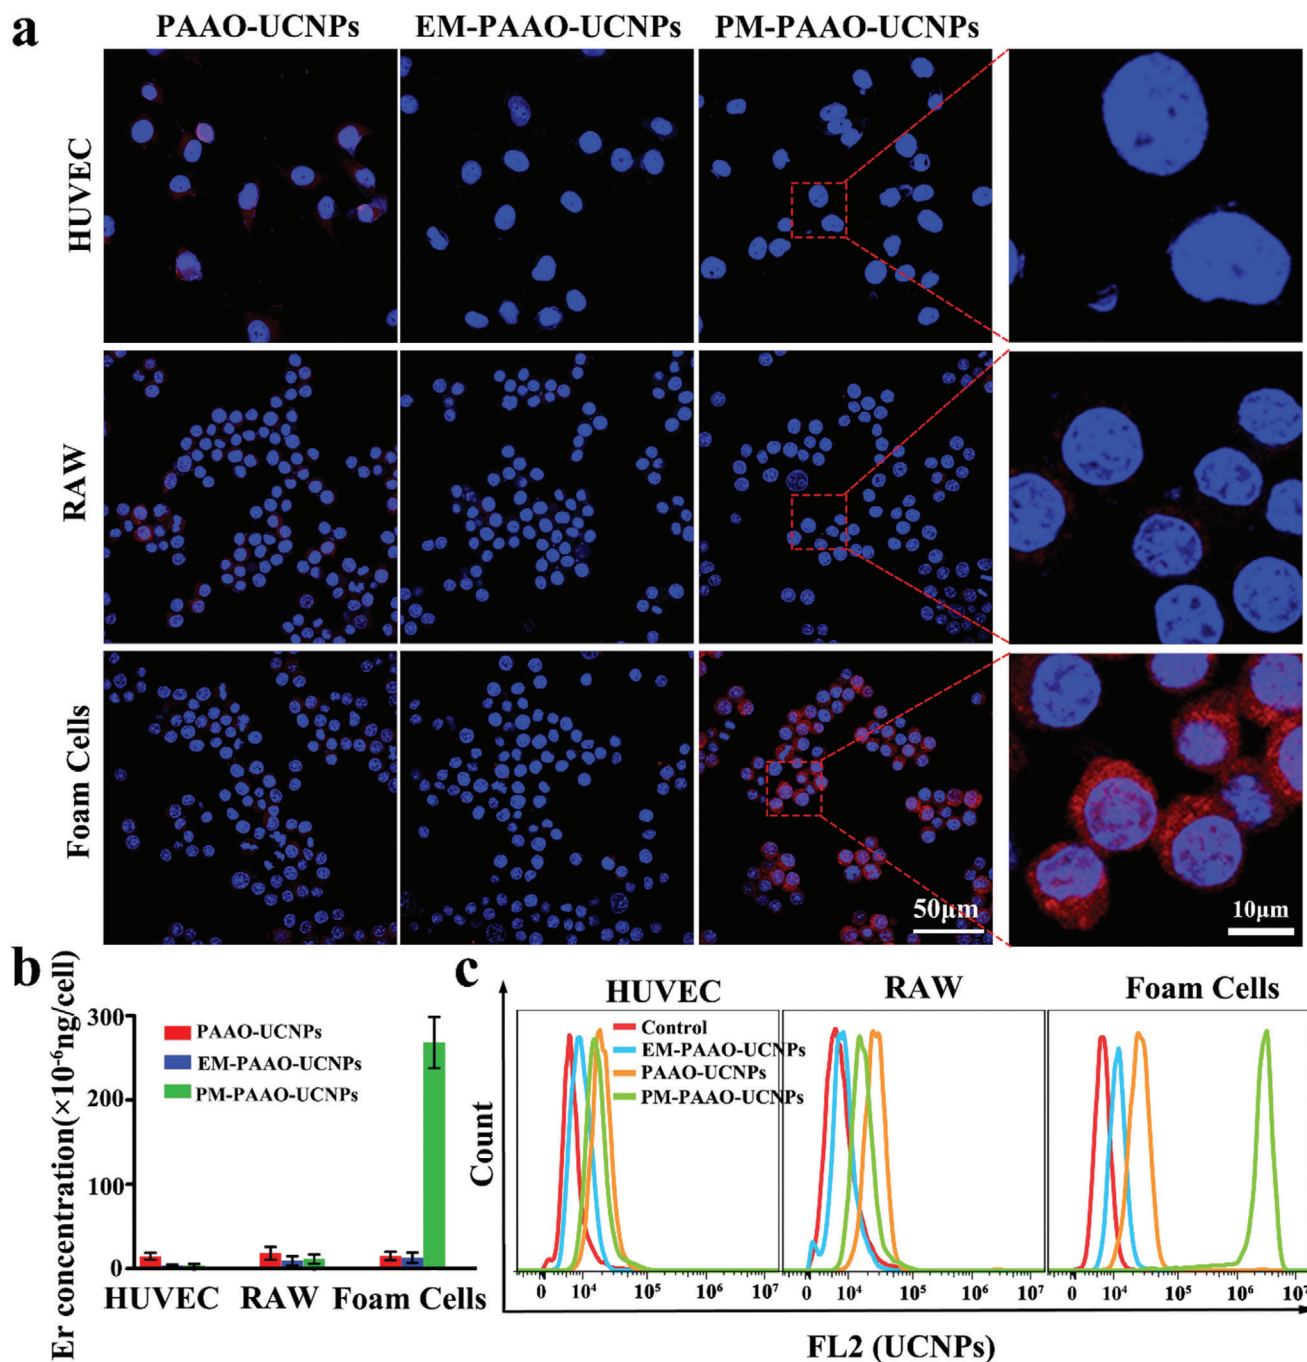 a
PAAO-UCNPs EM-PAAO-UCNPs PM-PAAO-UCNPs
HUVEC
RAW
Foam Cells
50μm
10μm
b
Er concentration(×10⁻⁶ng/cell)
300
200
100
0
PAAO-UCNPs
EM-PAAO-UCNPs
PM-PAAO-UCNPs
HUVEC RAW Foam Cells
c
HUVEC RAW Foam Cells
Control
EM-PAAO-UCNPs
PAAO-UCNPs
PM-PAAO-UCNPs
Count
0 10⁴ 10⁵ 10⁶ 10⁷ 0 10⁴ 10⁵ 10⁶ 10⁷ 0 10⁴ 10⁵ 10⁶ 10⁷
FL2 (UCNPs)